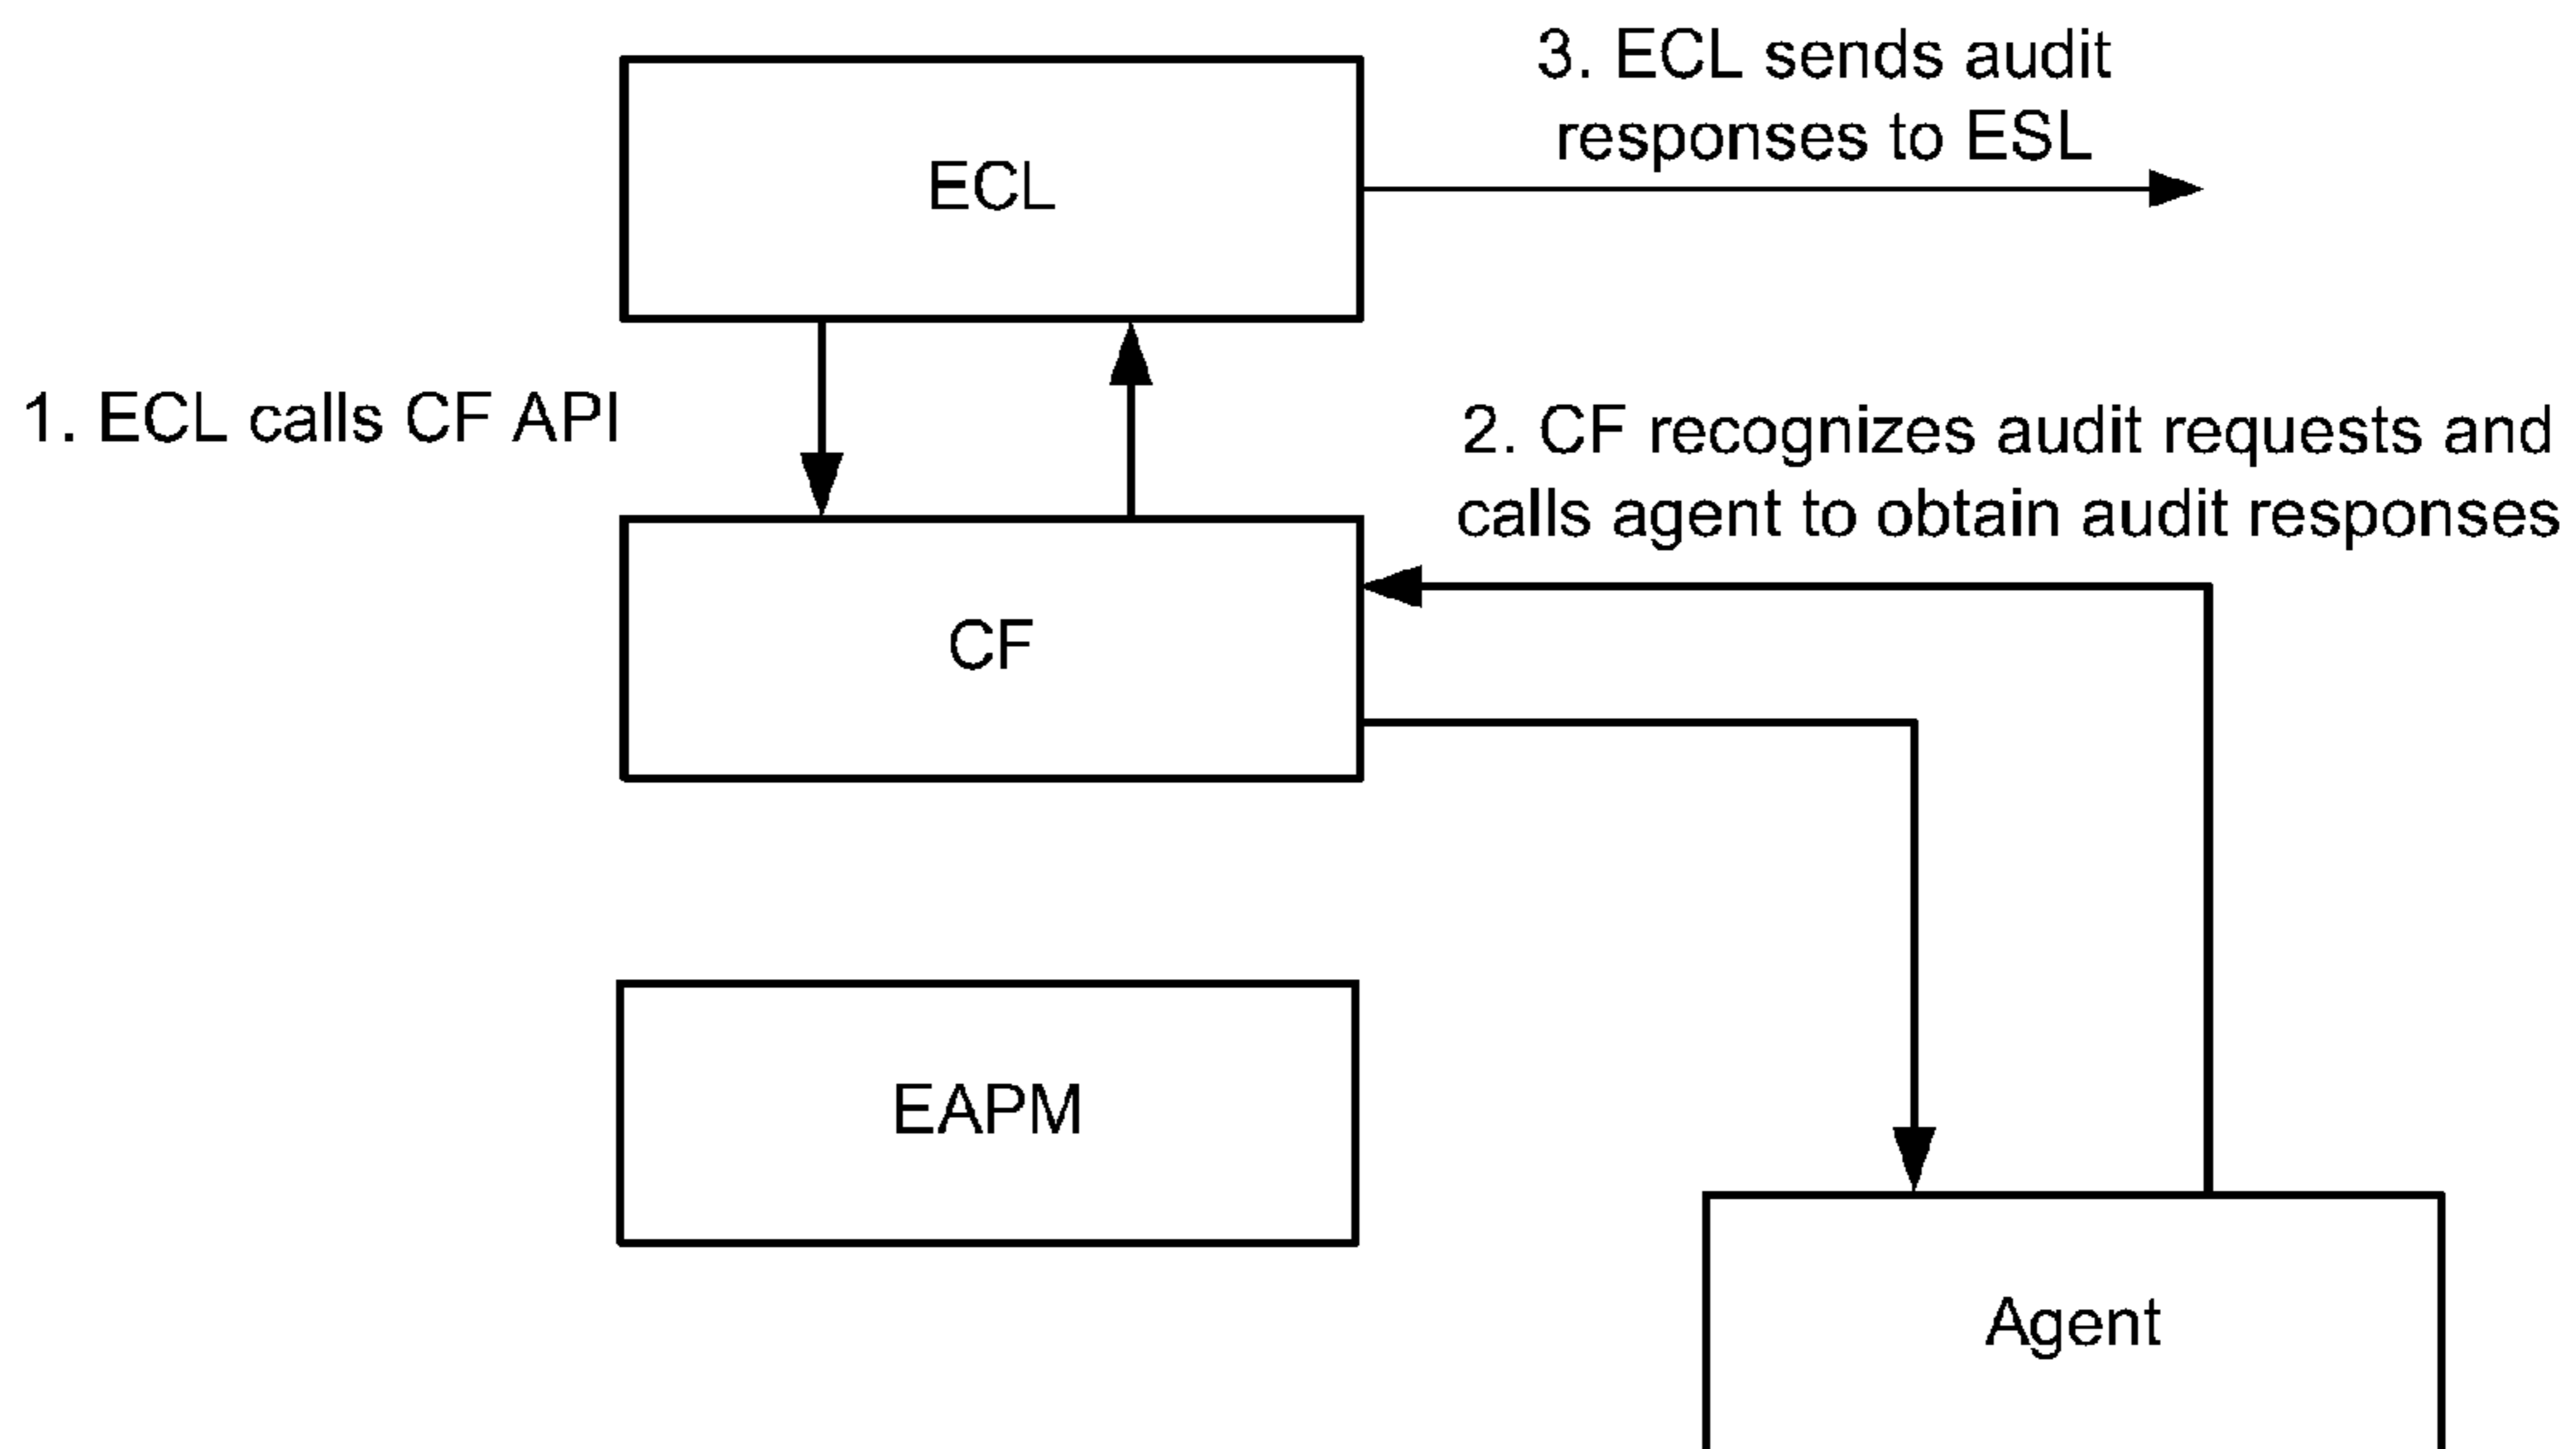 3. ECL sends audit
responses to ESL
ECL
1. ECL calls CF API
2. CF recognizes audit requests and
calls agent to obtain audit responses
CF
EAPM
Agent